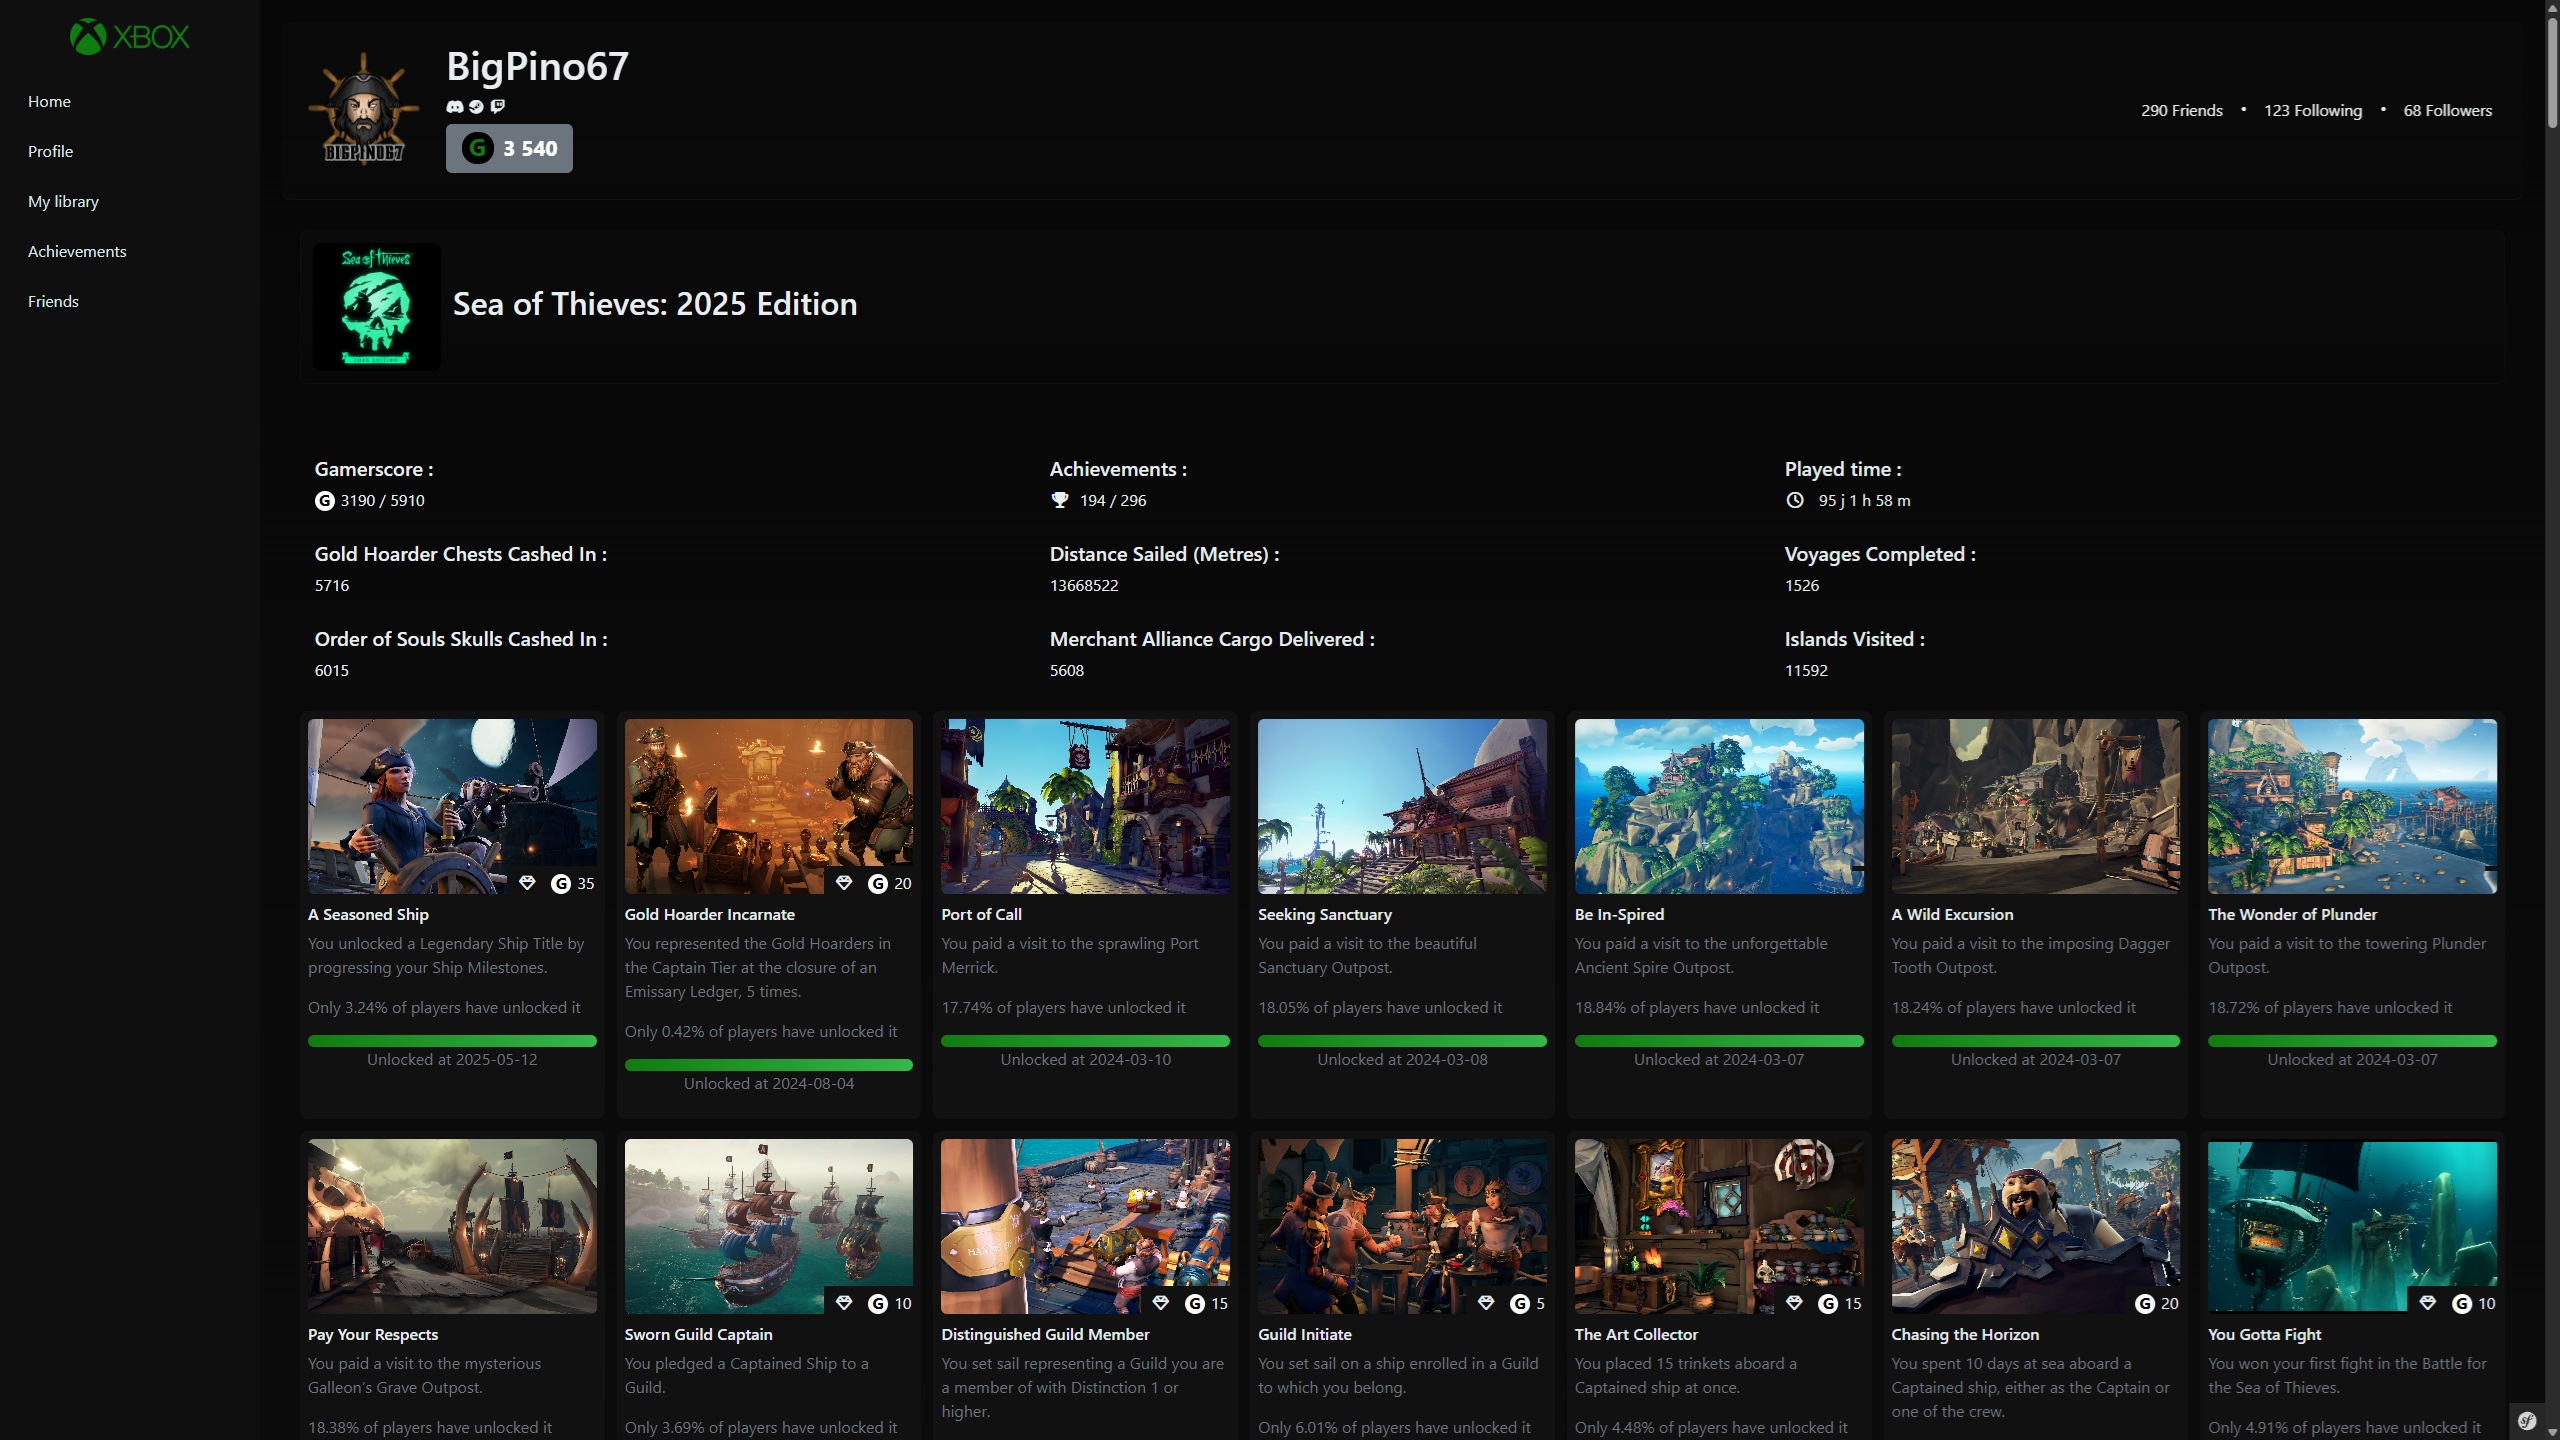 XBOX
Home
Profile
My library
Achievements
Friends
BigPino67
G 3 540
290 Friends • 123 Following • 68 Followers
BIGPINO67
Sea of Thieves
2025 EDITION
Sea of Thieves: 2025 Edition
Gamerscore :
G 3190 / 5910
Achievements :
194 / 296
Played time :
95 j 1 h 58 m
Gold Hoarder Chests Cashed In :
5716
Distance Sailed (Metres) :
13668522
Voyages Completed :
1526
Order of Souls Skulls Cashed In :
6015
Merchant Alliance Cargo Delivered :
5608
Islands Visited :
11592
G 35
A Seasoned Ship
You unlocked a Legendary Ship Title by
progressing your Ship Milestones.
Only 3.24% of players have unlocked it
Unlocked at 2025-05-12
G 20
Gold Hoarder Incarnate
You represented the Gold Hoarders in
the Captain Tier at the closure of an
Emissary Ledger, 5 times.
Only 0.42% of players have unlocked it
Unlocked at 2024-08-04
Port of Call
You paid a visit to the sprawling Port
Merrick.
17.74% of players have unlocked it
Unlocked at 2024-03-10
Seeking Sanctuary
You paid a visit to the beautiful
Sanctuary Outpost.
18.05% of players have unlocked it
Unlocked at 2024-03-08
Be In-Spired
You paid a visit to the unforgettable
Ancient Spire Outpost.
18.84% of players have unlocked it
Unlocked at 2024-03-07
A Wild Excursion
You paid a visit to the imposing Dagger
Tooth Outpost.
18.24% of players have unlocked it
Unlocked at 2024-03-07
The Wonder of Plunder
You paid a visit to the towering Plunder
Outpost.
18.72% of players have unlocked it
Unlocked at 2024-03-07
Pay Your Respects
You paid a visit to the mysterious
Galleon's Grave Outpost.
18.38% of players have unlocked it
G 10
Sworn Guild Captain
You pledged a Captained Ship to a
Guild.
Only 3.69% of players have unlocked it
G 15
Distinguished Guild Member
You set sail representing a Guild you are
a member of with Distinction 1 or
higher.
G 5
Guild Initiate
You set sail on a ship enrolled in a Guild
to which you belong.
Only 6.01% of players have unlocked it
G 15
The Art Collector
You placed 15 trinkets aboard a
Captained ship at once.
Only 4.48% of players have unlocked it
G 20
Chasing the Horizon
You spent 10 days at sea aboard a
Captained ship, either as the Captain or
one of the crew.
G 10
You Gotta Fight
You won your first fight in the Battle for
the Sea of Thieves.
Only 4.91% of players have unlocked it
sf